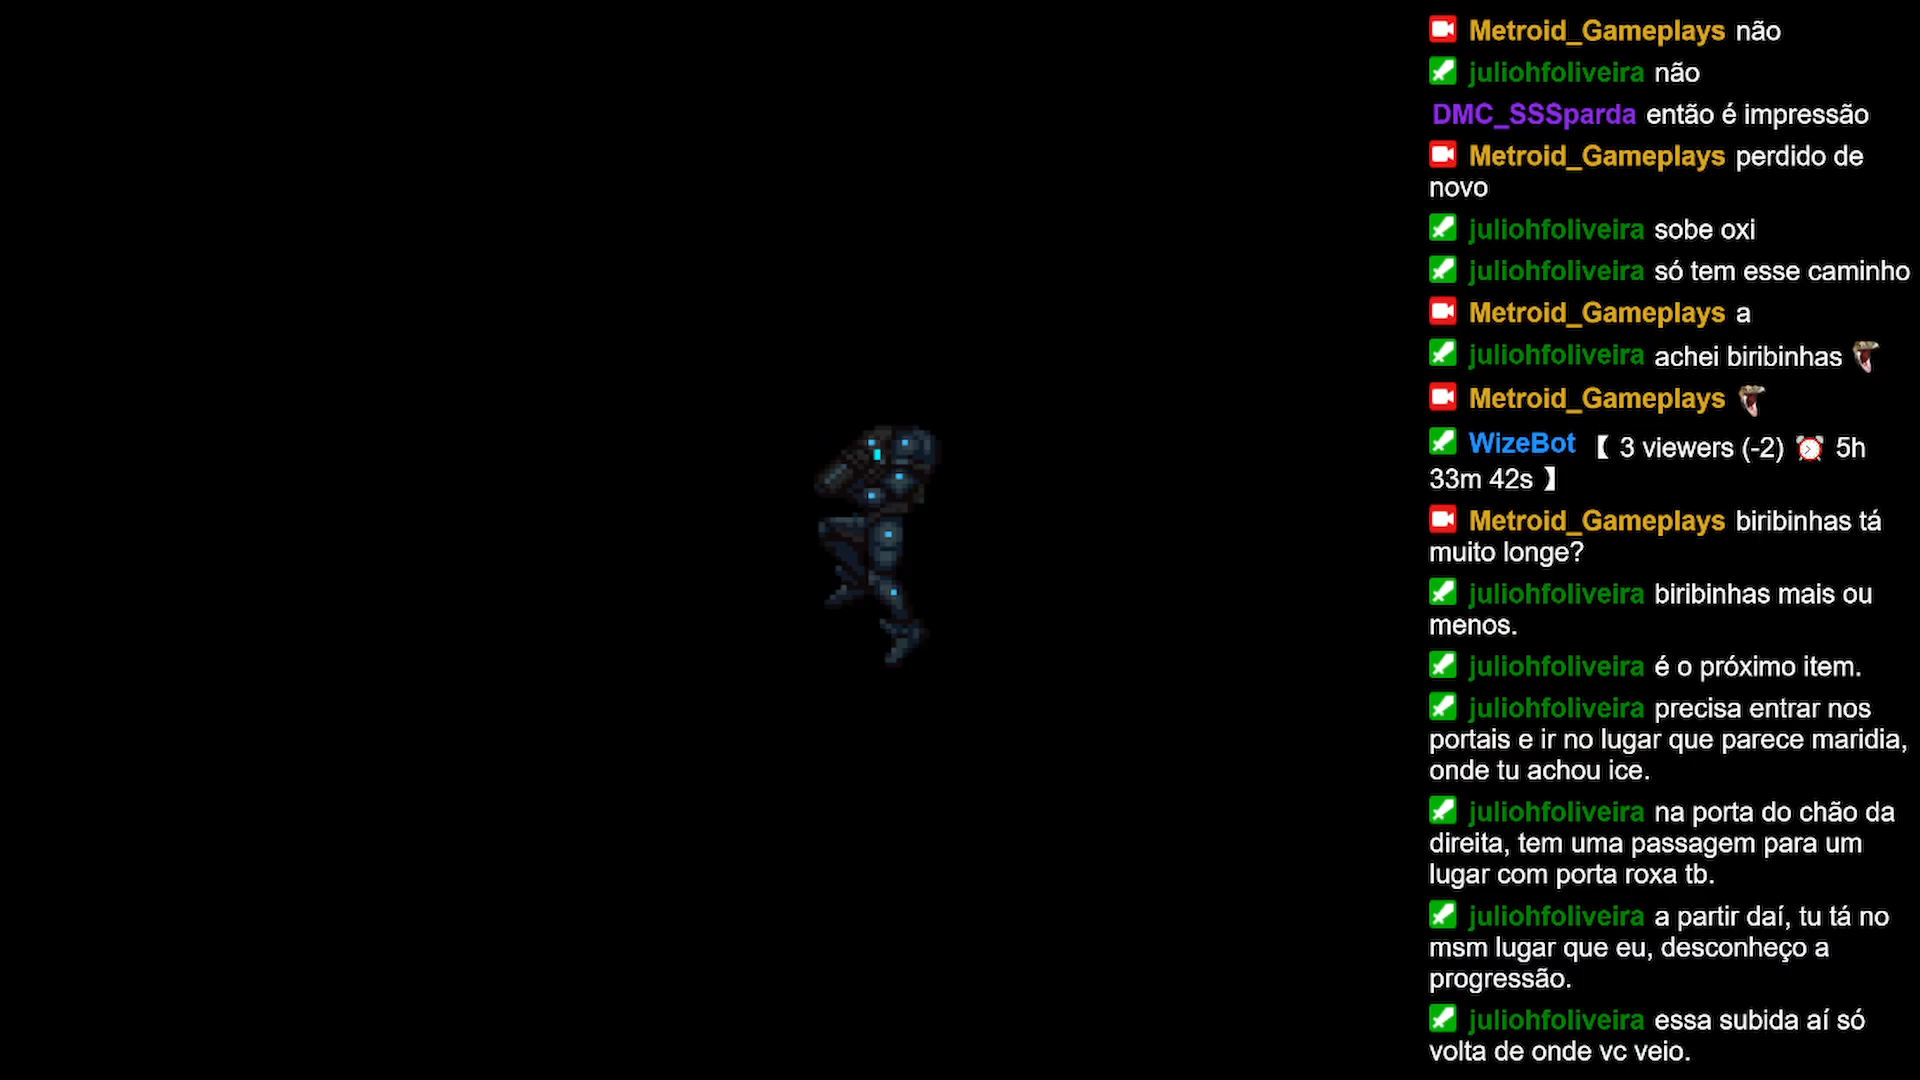 Metroid_Gameplays não
juliohfoliveira não
DMC_SSSparda então é impressão
Metroid_Gameplays perdido de
novo
juliohfoliveira sobe oxi
juliohfoliveira só tem esse caminho
Metroid_Gameplays a
juliohfoliveira achei biribinhas
Metroid_Gameplays
WizeBot 【 3 viewers (-2) ⏰ 5h
33m 42s 】
Metroid_Gameplays biribinhas tá
muito longe?
juliohfoliveira biribinhas mais ou
menos.
juliohfoliveira é o próximo item.
juliohfoliveira precisa entrar nos
portais e ir no lugar que parece maridia,
onde tu achou ice.
juliohfoliveira na porta do chão da
direita, tem uma passagem para um
lugar com porta roxa tb.
juliohfoliveira a partir daí, tu tá no
msm lugar que eu, desconheço a
progressão.
juliohfoliveira essa subida aí só
volta de onde vc veio.